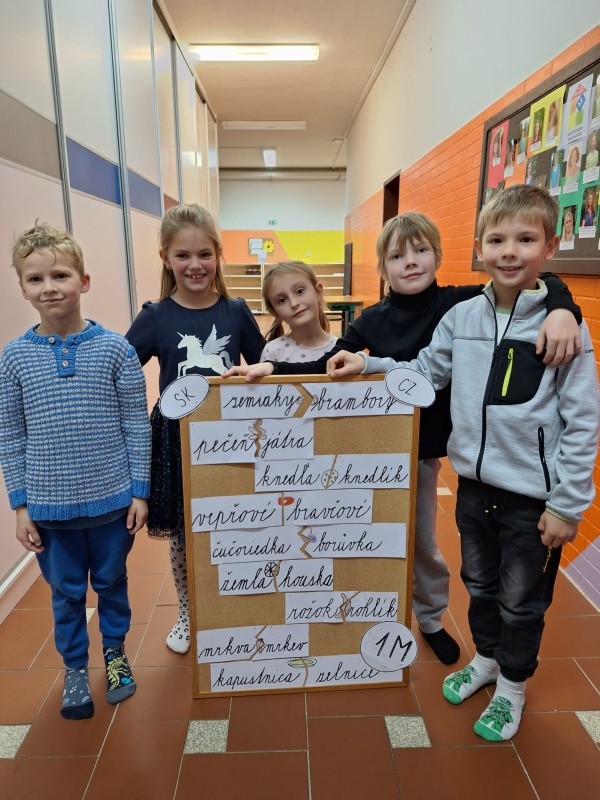 SK
CZ
zemiaky brambory
pečeň játra
knedľa knedlík
vepřové bravčové
čučoriedka borůvka
žemľa houska
rožok rohlík
mrkva mrkev
1M
kapustnica zelnice